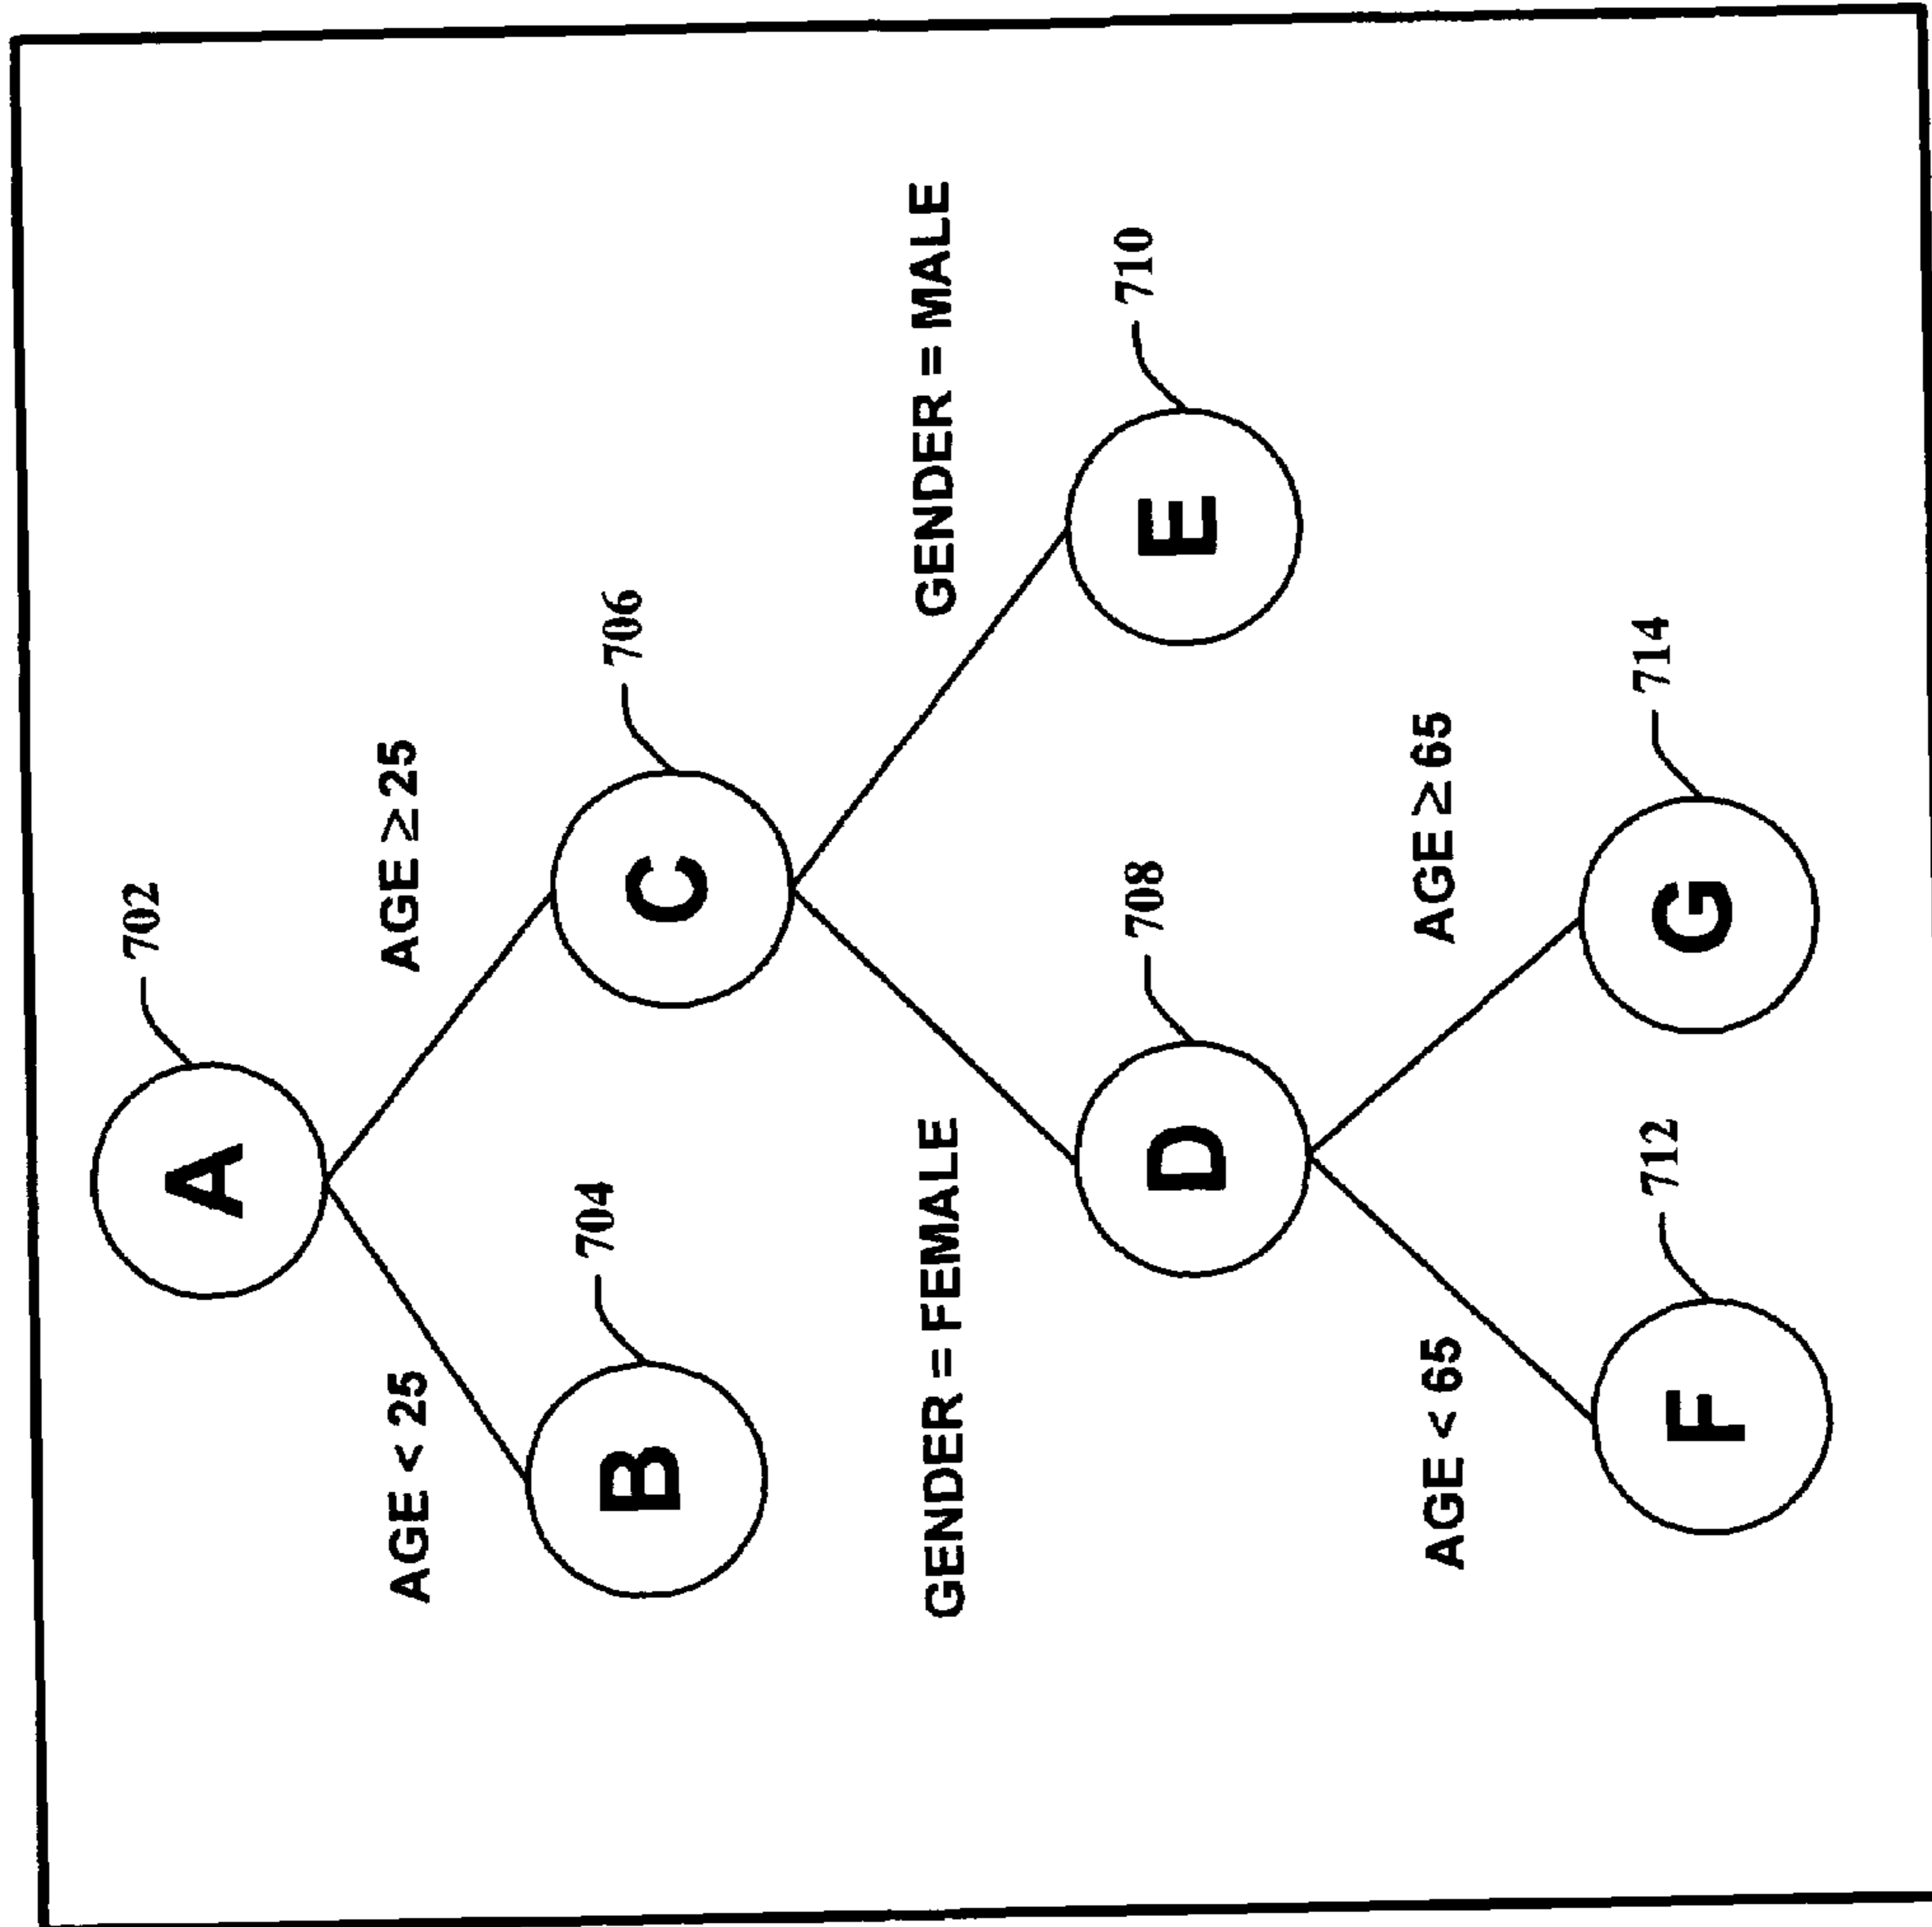 702
A
AGE < 25
AGE ≥ 25
704
706
B
C
GENDER = FEMALE
GENDER = MALE
708
710
D
E
AGE < 65
AGE ≥ 65
712
714
F
G